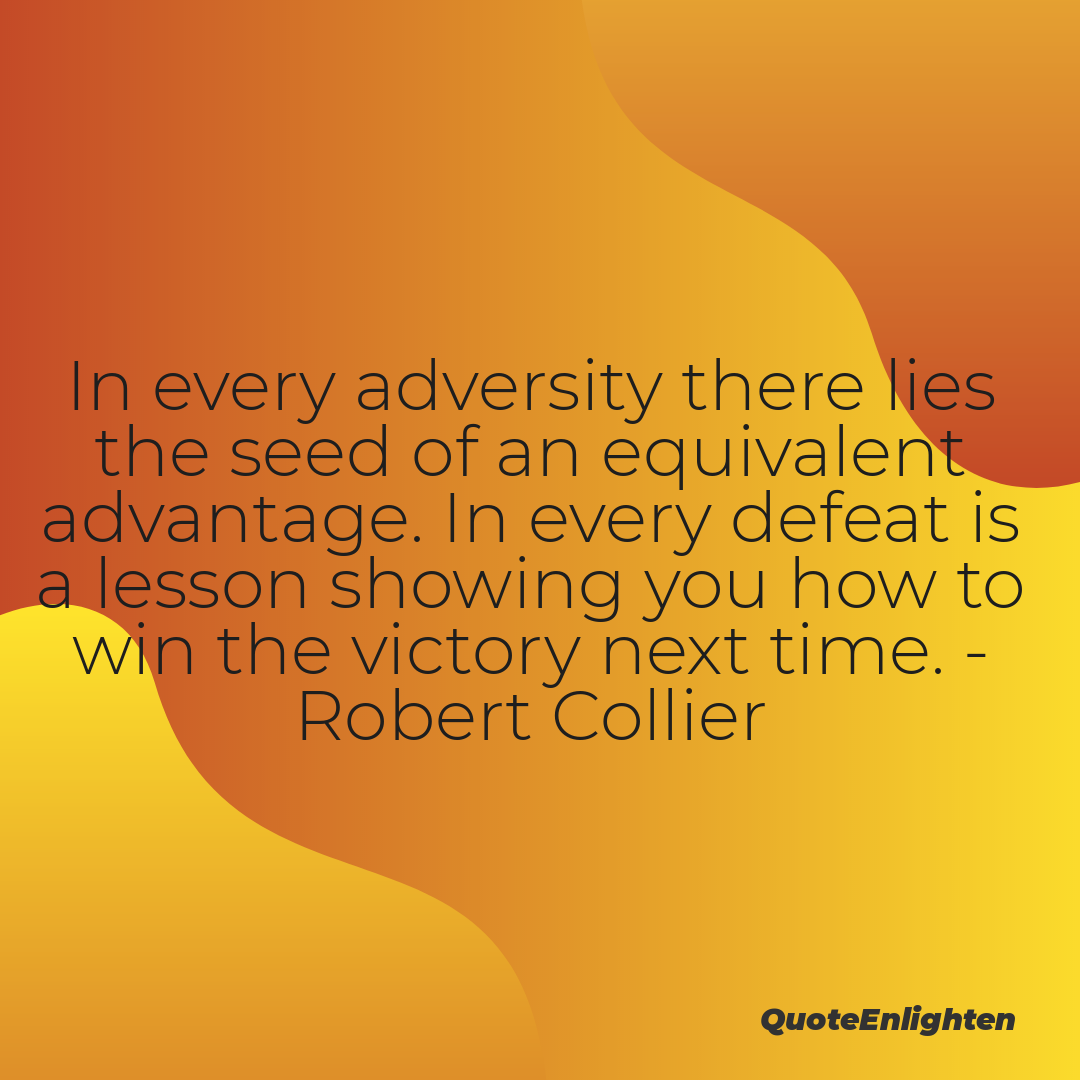 In every adversity there lies
the seed of an equivalent
advantage. In every defeat is
a lesson showing you how to
win the victory next time. -
Robert Collier
QuoteEnlighten